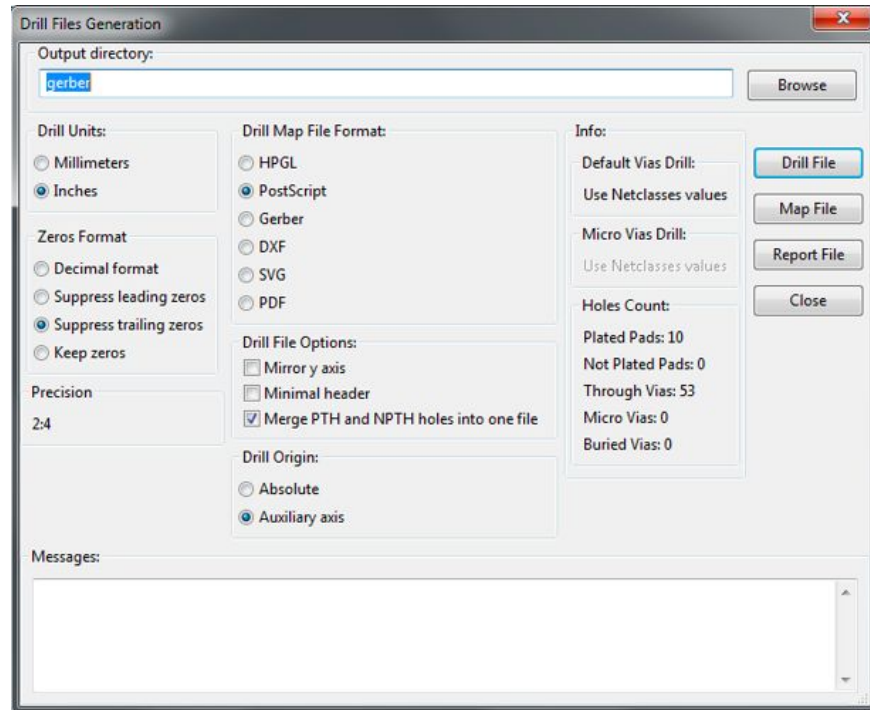 Drill Files Generation
Output directory:
gerber
Browse
Drill Units:
Millimeters
Inches
Zeros Format
Decimal format
Suppress leading zeros
Suppress trailing zeros
Keep zeros
Precision
2:4
Drill Map File Format:
HPGL
PostScript
Gerber
DXF
SVG
PDF
Drill File Options:
Mirror y axis
Minimal header
Merge PTH and NPTH holes into one file
Drill Origin:
Absolute
Auxiliary axis
Info:
Default Vias Drill:
Use Netclasses values
Micro Vias Drill:
Use Netclasses values
Holes Count:
Plated Pads: 10
Not Plated Pads: 0
Through Vias: 53
Micro Vias: 0
Buried Vias: 0
Drill File
Map File
Report File
Close
Messages: